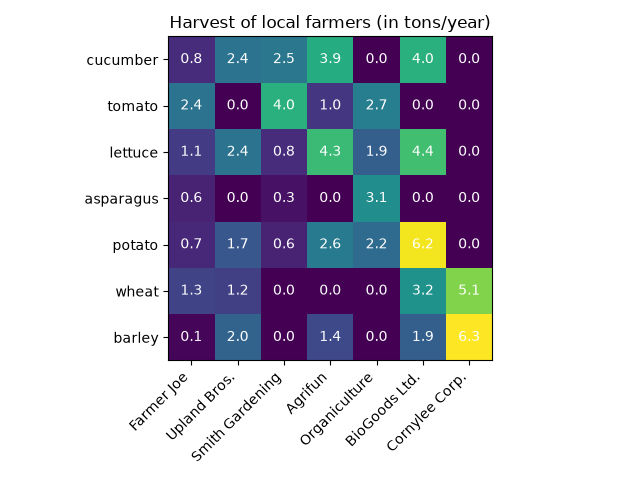 Harvest of local farmers (in tons/year)
cucumber 0.8 2.4 2.5 3.9 0.0 4.0 0.0
tomato 2.4 0.0 4.0 1.0 2.7 0.0 0.0
lettuce 1.1 2.4 0.8 4.3 1.9 4.4 0.0
asparagus 0.6 0.0 0.3 0.0 3.1 0.0 0.0
potato 0.7 1.7 0.6 2.6 2.2 6.2 0.0
wheat 1.3 1.2 0.0 0.0 0.0 3.2 5.1
barley 0.1 2.0 0.0 1.4 0.0 1.9 6.3
Farmer Joe
Upland Bros.
Smith Gardening
Agrifun
Organiculture
BioGoods Ltd.
Cornylee Corp.